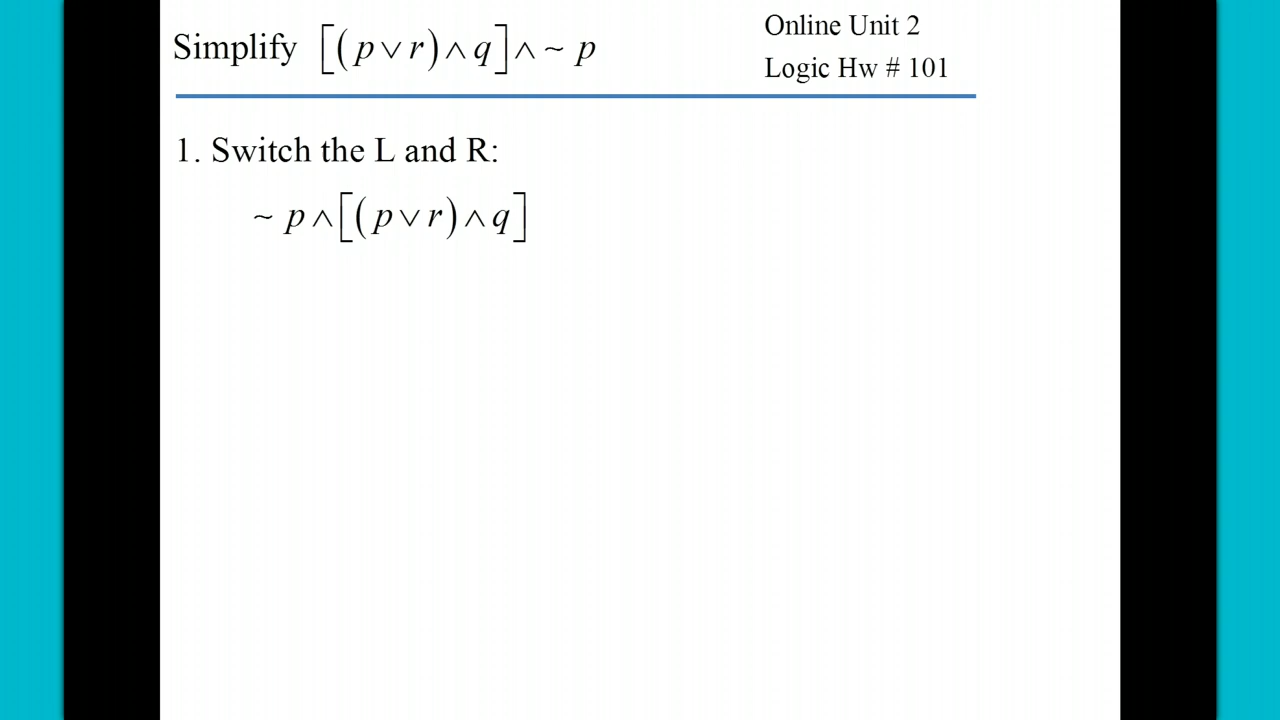 Simplify [(p∨r)∧q]∧~p
Online Unit 2
Logic Hw # 101
1. Switch the L and R:
~p∧[(p∨r)∧q]